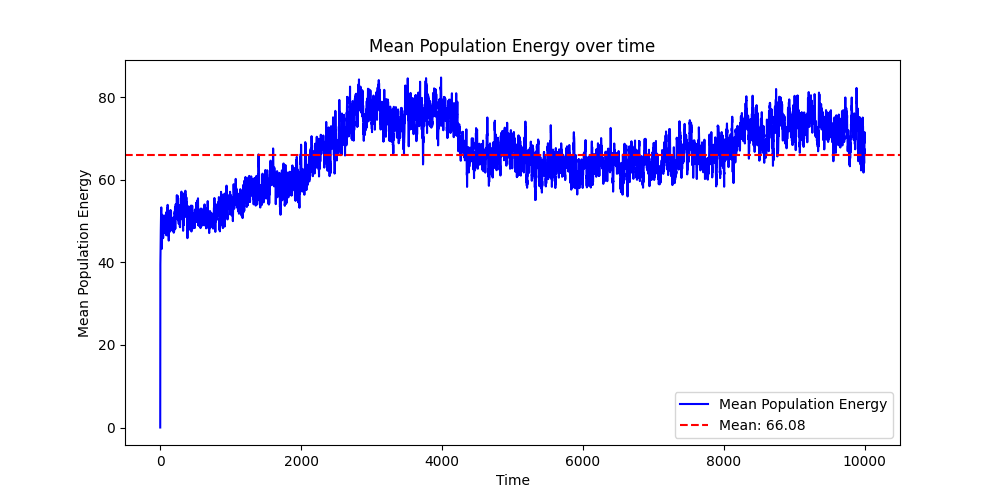 Mean Population Energy over time
Mean Population Energy
80
60
40
20
0
0 2000 4000 6000 8000 10000
Time
Mean Population Energy
Mean: 66.08